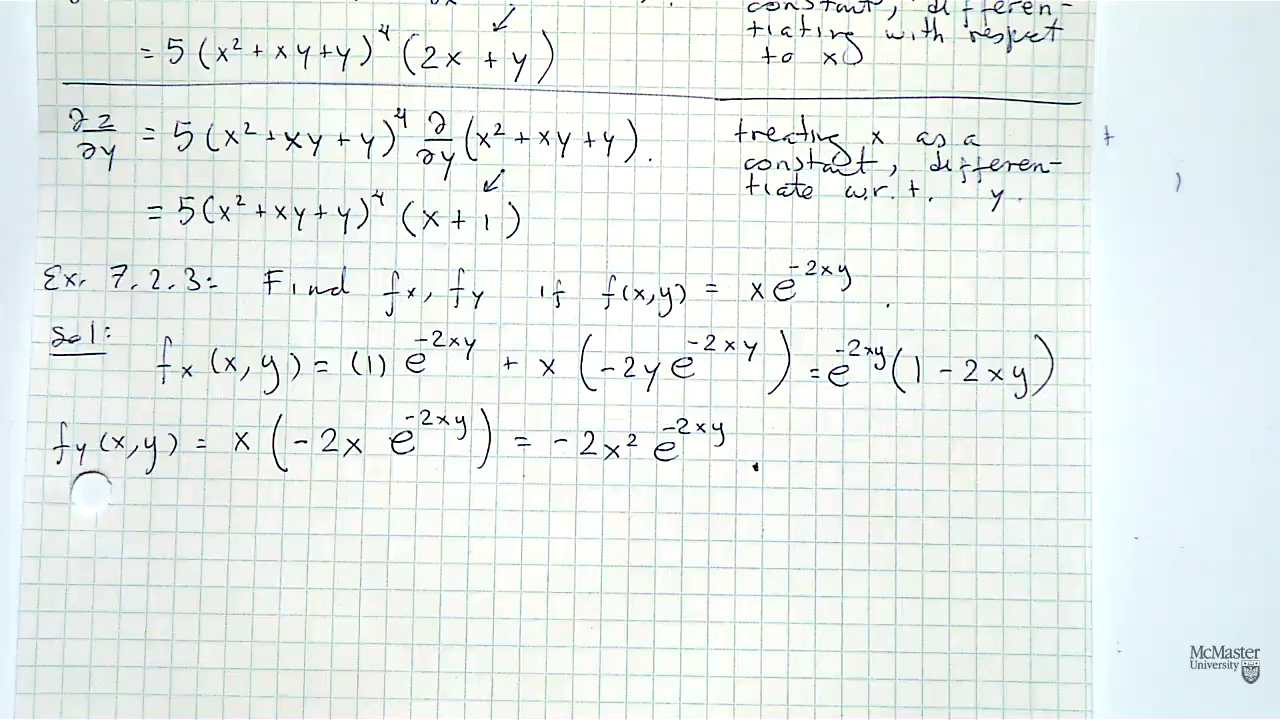 constant, differen-
tiating with respect
to x
= 5 (x² + xy + y)⁴ (2x + y)
∂z/∂y = 5 (x² + xy + y)⁴ ∂/∂y (x² + xy + y).
treating x as a
constant, differen-
tiate w.r.t. y.
= 5 (x² + xy + y)⁴ (x + 1)
Ex. 7.2.3: Find fx, fy if f(x,y) = x e^{-2xy}.
Sol:
fx (x, y) = (1) e^{-2xy} + x (-2y e^{-2xy}) = e^{-2xy} (1 - 2xy)
fy (x,y) = x (-2x e^{-2xy}) = -2x² e^{-2xy}.
McMaster
University